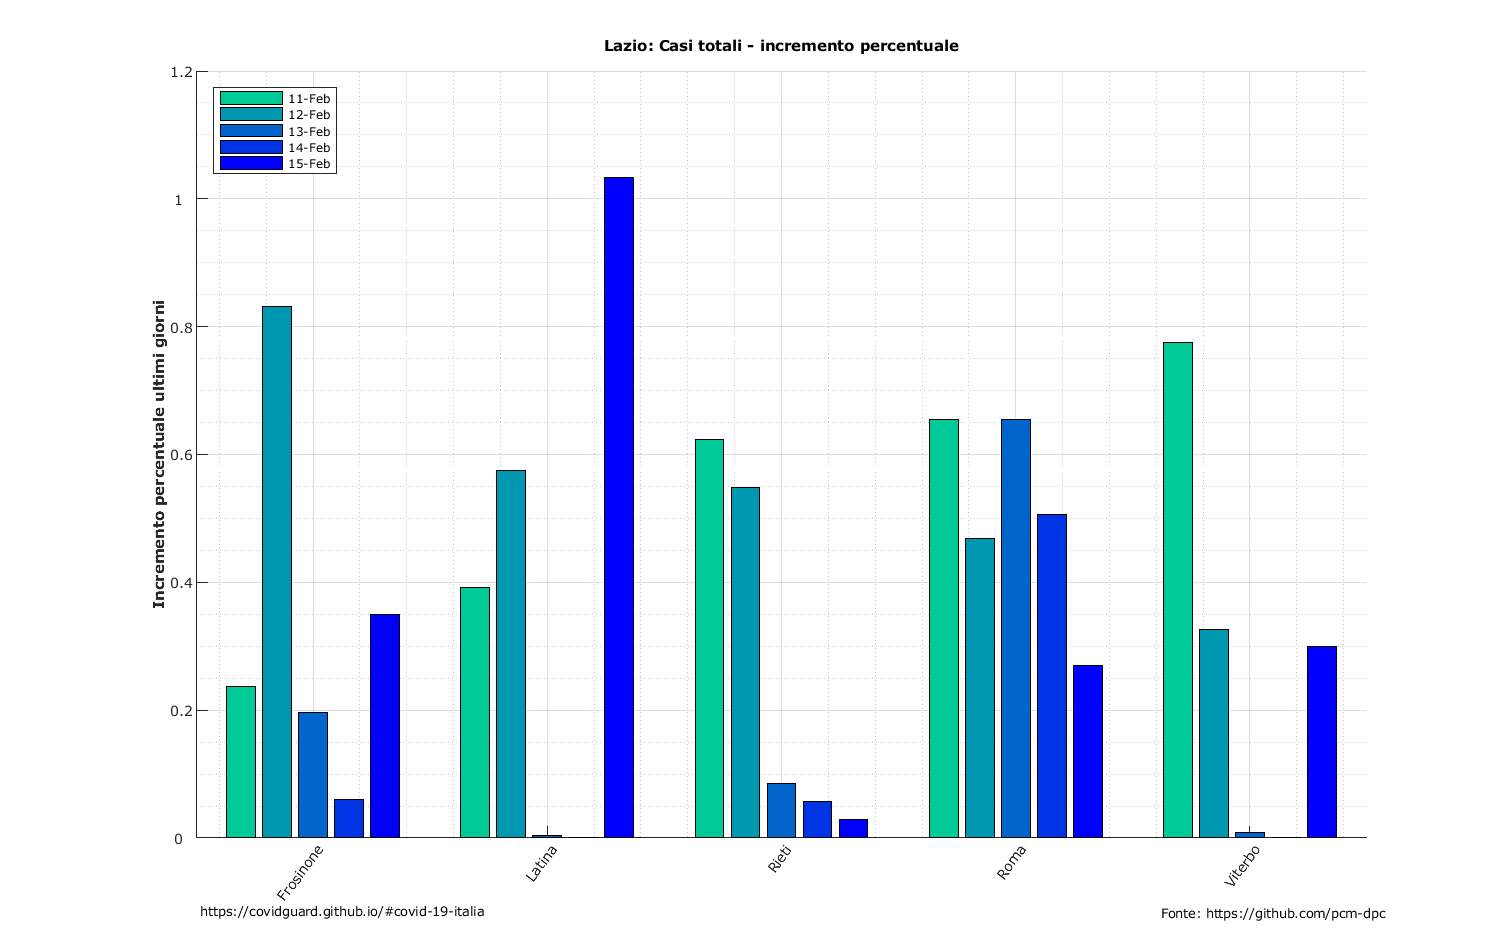 Lazio: Casi totali - incremento percentuale
1.2
1
0.8
0.6
0.4
0.2
0
Incremento percentuale ultimi giorni
11-Feb
12-Feb
13-Feb
14-Feb
15-Feb
Frosinone
Latina
Rieti
Roma
Viterbo
https://covidguard.github.io/#covid-19-italia
Fonte: https://github.com/pcm-dpc